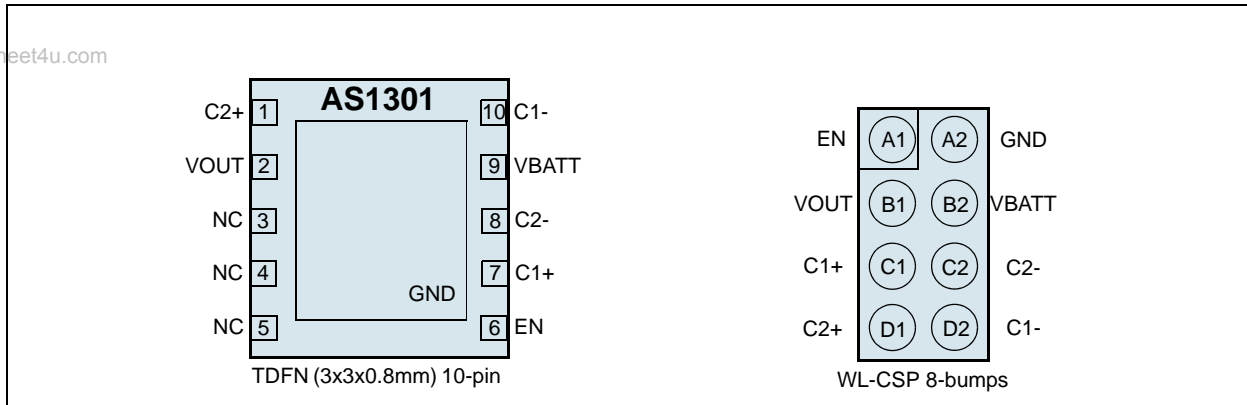 heet4u.com
AS1301
C2+ 1 10 C1-
VOUT 2 9 VBATT
NC 3 8 C2-
NC 4 7 C1+
GND
NC 5 6 EN
TDFN (3x3x0.8mm) 10-pin
EN A1 A2 GND
VOUT B1 B2 VBATT
C1+ C1 C2 C2-
C2+ D1 D2 C1-
WL-CSP 8-bumps